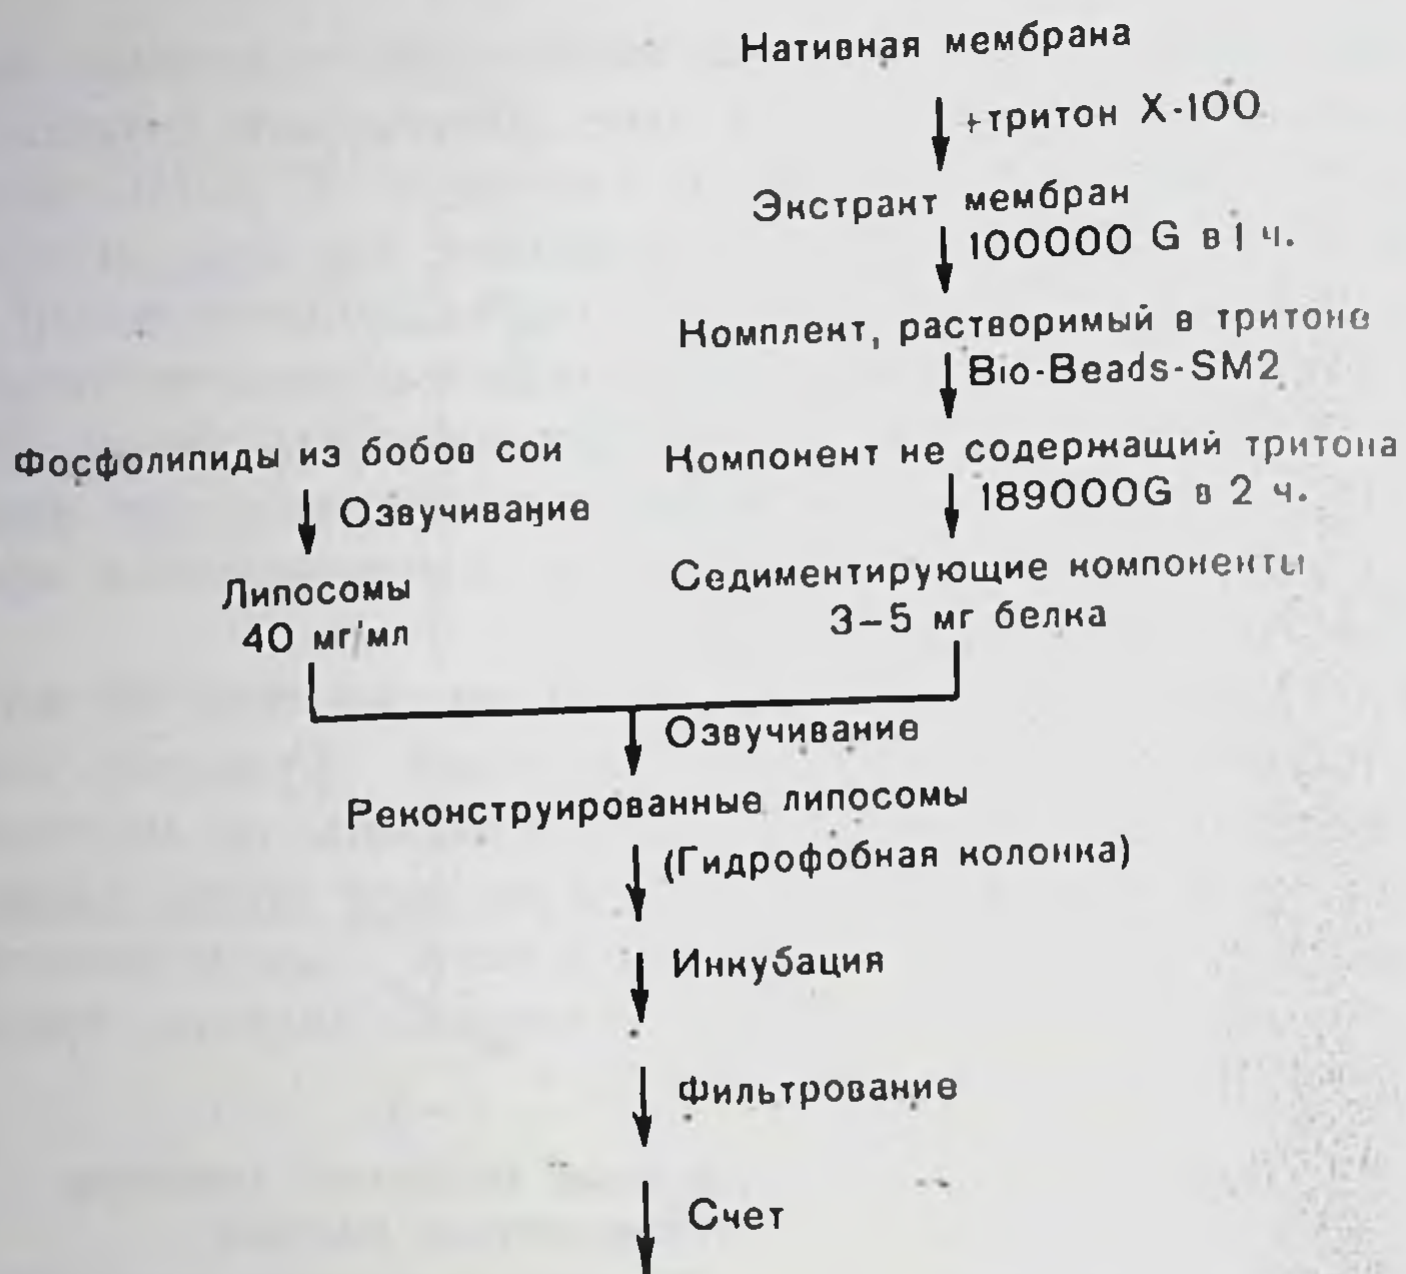 Нативная мембрана
+тритон X-100
Экстракт мембран
100000 G в 1 ч.
Комплект, растворимый в тритоне
Bio-Beads-SM2
Фосфолипиды из бобов сои
Компонент не содержащий тритона
Озвучивание
189000G в 2 ч.
Липосомы
40 мг/мл
Седиментирующие компоненты
3–5 мг белка
Озвучивание
Реконструированные липосомы
(Гидрофобная колонка)
Инкубация
Фильтрование
Счет